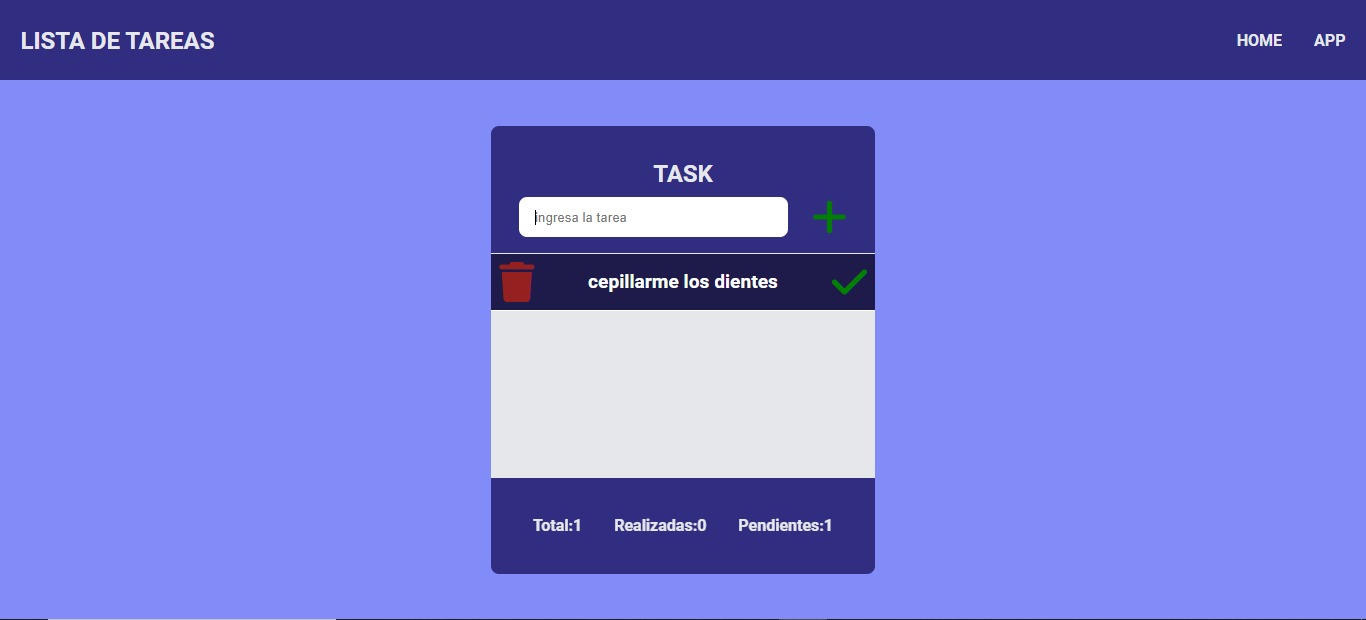 LISTA DE TAREAS
HOME APP
TASK
ingresa la tarea
cepillarme los dientes
Total:1 Realizadas:0 Pendientes:1